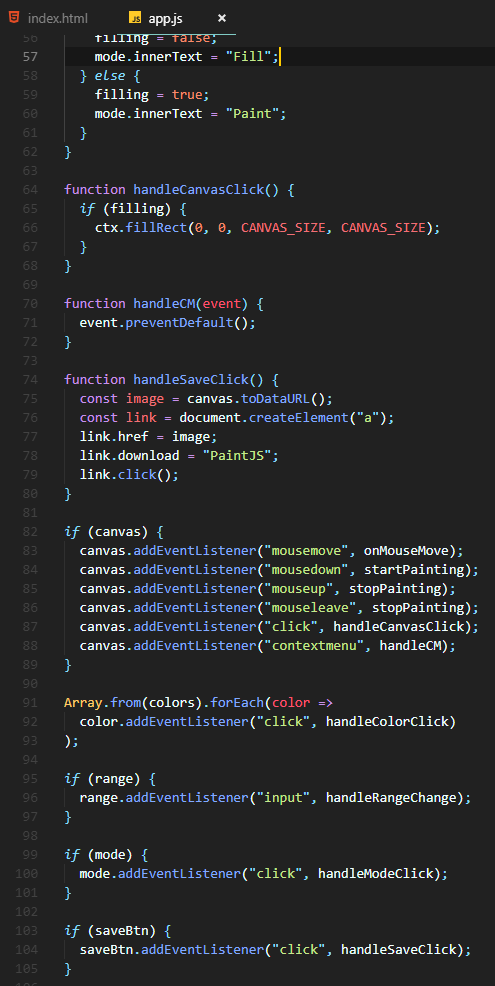 index.html JS app.js ×
56 filling = false;
57 mode.innerText = "Fill";
58 } else {
59 filling = true;
60 mode.innerText = "Paint";
61 }
62 }
63
64 function handleCanvasClick() {
65 if (filling) {
66 ctx.fillRect(0, 0, CANVAS_SIZE, CANVAS_SIZE);
67 }
68 }
69
70 function handleCM(event) {
71 event.preventDefault();
72 }
73
74 function handleSaveClick() {
75 const image = canvas.toDataURL();
76 const link = document.createElement("a");
77 link.href = image;
78 link.download = "PaintJS";
79 link.click();
80 }
81
82 if (canvas) {
83 canvas.addEventListener("mousemove", onMouseMove);
84 canvas.addEventListener("mousedown", startPainting);
85 canvas.addEventListener("mouseup", stopPainting);
86 canvas.addEventListener("mouseleave", stopPainting);
87 canvas.addEventListener("click", handleCanvasClick);
88 canvas.addEventListener("contextmenu", handleCM);
89 }
90
91 Array.from(colors).forEach(color =>
92 color.addEventListener("click", handleColorClick)
93 );
94
95 if (range) {
96 range.addEventListener("input", handleRangeChange);
97 }
98
99 if (mode) {
100 mode.addEventListener("click", handleModeClick);
101 }
102
103 if (saveBtn) {
104 saveBtn.addEventListener("click", handleSaveClick);
105 }